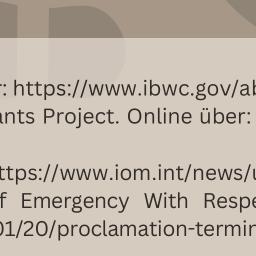 r: https://www.ibwc.gov/ab
ants Project. Online über:
ttps://www.iom.int/news/u
f Emergency With Respe
01/20/proclamation-termin